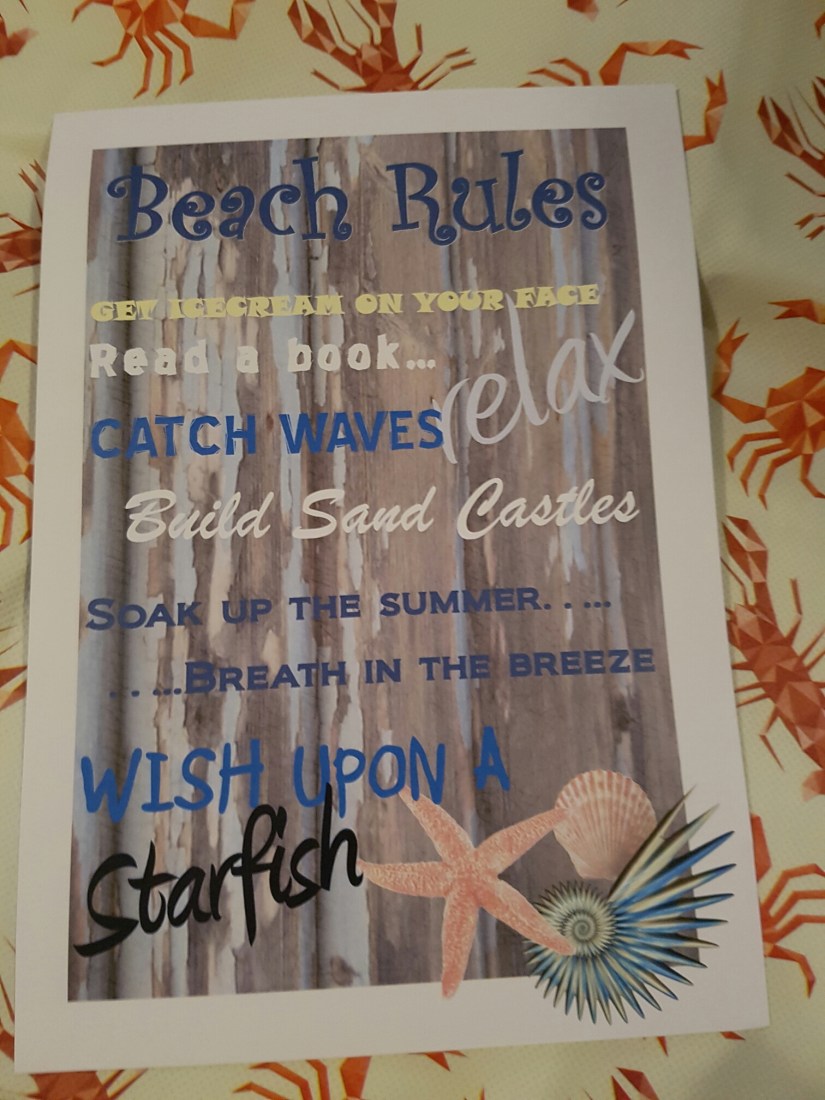 Beach Rules
GET ICECREAM ON YOUR FACE
Read a book...
relax
CATCH WAVES
Build Sand Castles
SOAK UP THE SUMMER.....
.....BREATH IN THE BREEZE
WISH UPON A
Starfish